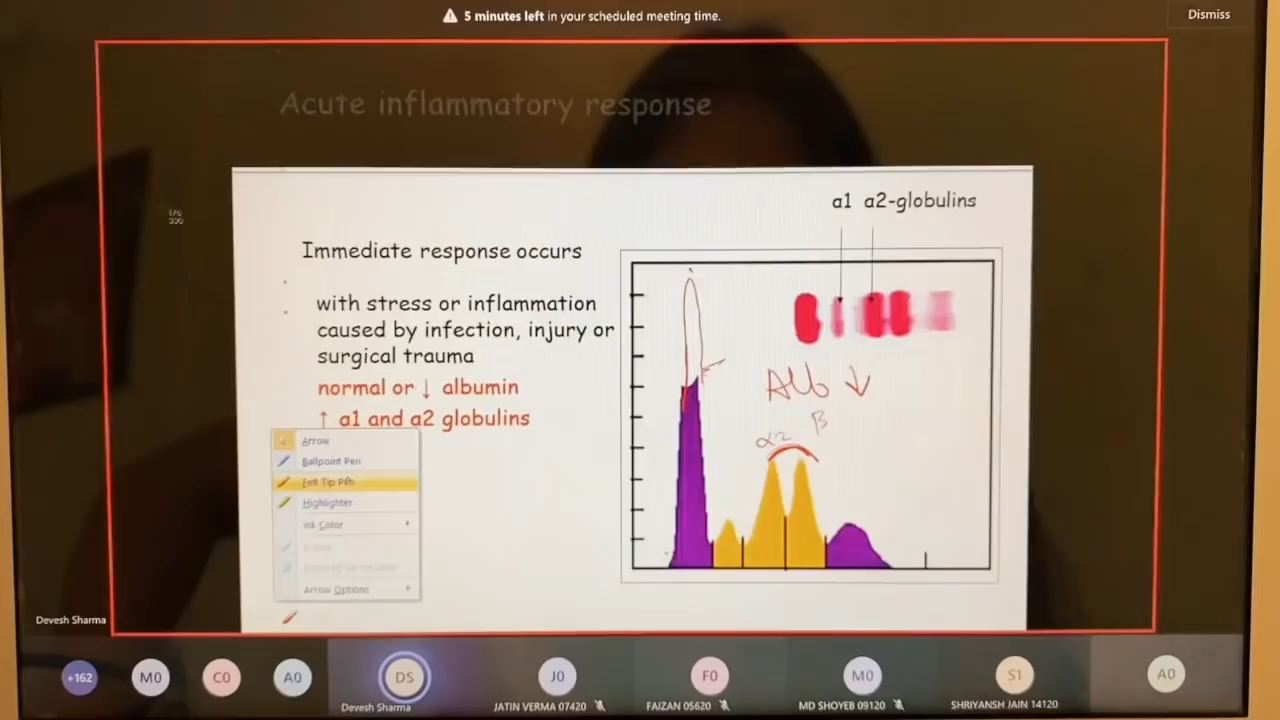 5 minutes left in your scheduled meeting time.
Dismiss
Acute inflammatory response
a1 a2-globulins
Immediate response occurs
with stress or inflammation
caused by infection, injury or
surgical trauma
normal or ↓ albumin
↑ a1 and a2 globulins
Alb ↓
α2 β
Arrow
Ballpoint Pen
Felt Tip Pen
Highlighter
Ink Color
Arrow Options
Devesh Sharma
+162
M0
C0
A0
DS
J0
F0
M0
S1
A0
Devesh Sharma
JATIN VERMA 07420
FAIZAN 05620
MD SHOYEB 09120
SHRIYANSH JAIN 14120